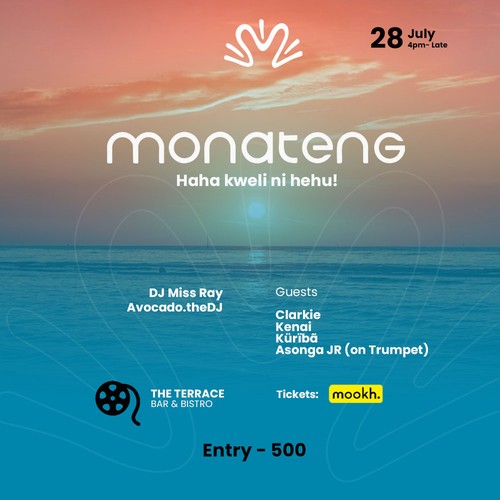 28 July
4pm- Late
monateng
Haha kweli ni hehu!
DJ Miss Ray
Avocado.theDJ
Guests
Clarkie
Kenai
Kürïbā
Asonga JR (on Trumpet)
THE TERRACE
BAR & BISTRO
Tickets: mookh.
Entry - 500